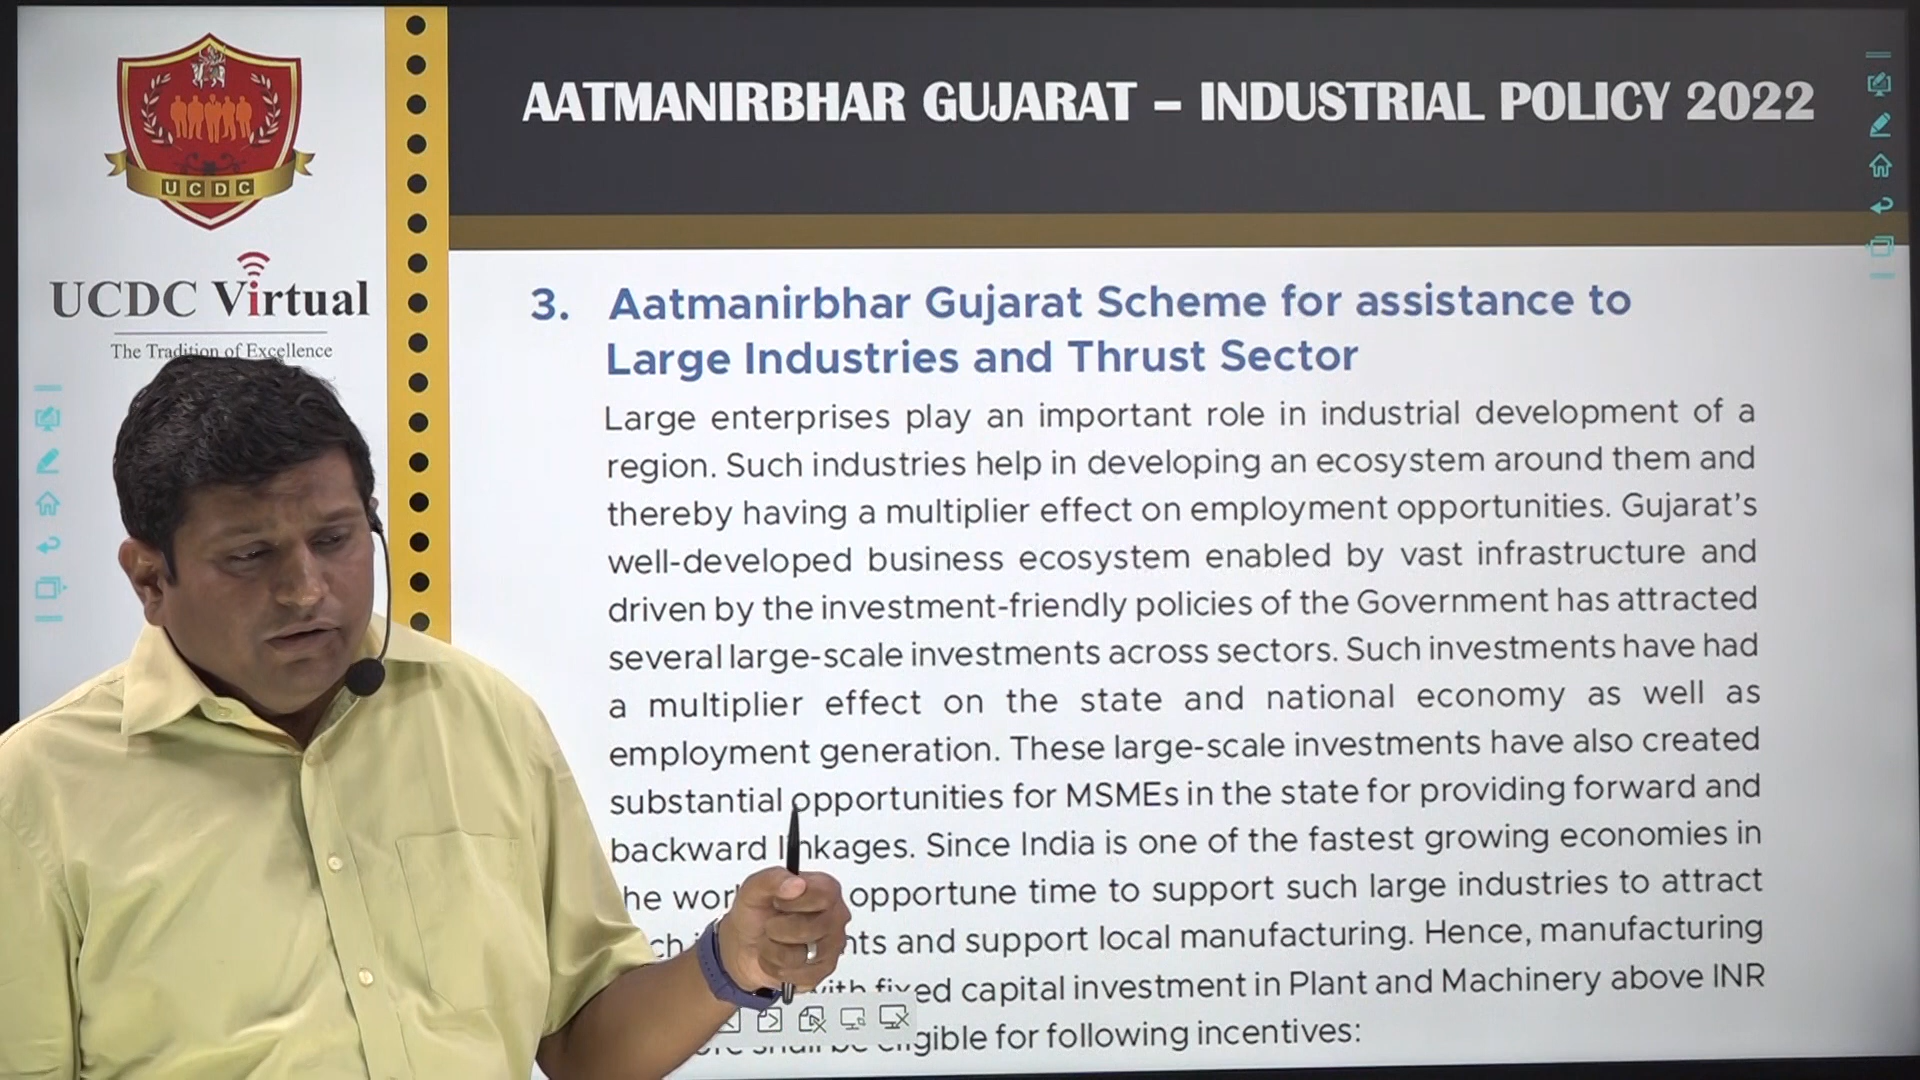 UCDC
UCDC Virtual
The Tradition of Excellence
AATMANIRBHAR GUJARAT – INDUSTRIAL POLICY 2022
3. Aatmanirbhar Gujarat Scheme for assistance to
Large Industries and Thrust Sector
Large enterprises play an important role in industrial development of a
region. Such industries help in developing an ecosystem around them and
thereby having a multiplier effect on employment opportunities. Gujarat's
well-developed business ecosystem enabled by vast infrastructure and
driven by the investment-friendly policies of the Government has attracted
several large-scale investments across sectors. Such investments have had
a multiplier effect on the state and national economy as well as
employment generation. These large-scale investments have also created
substantial opportunities for MSMEs in the state for providing forward and
backward linkages. Since India is one of the fastest growing economies in
opportune time to support such large industries to attract
and support local manufacturing. Hence, manufacturing
with fixed capital investment in Plant and Machinery above INR
shall be eligible for following incentives: